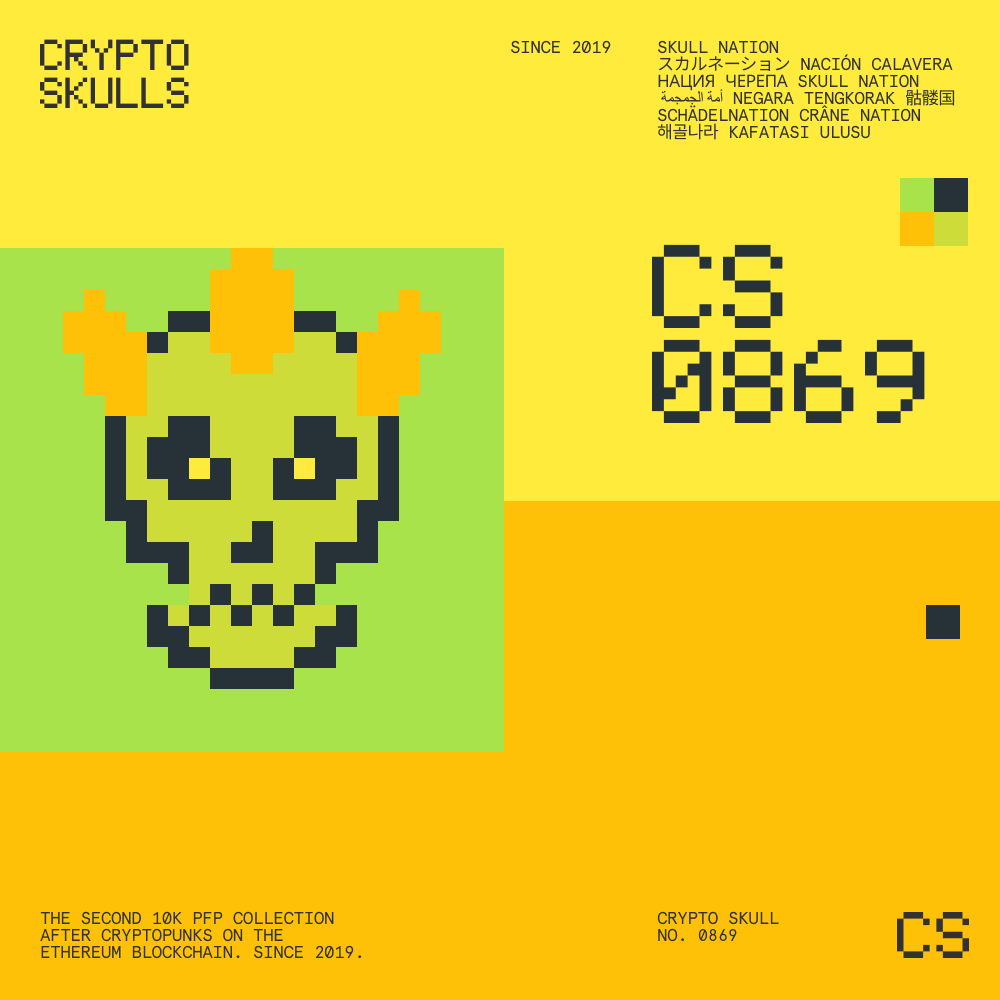 CRYPTO
SKULLS
SINCE 2019
SKULL NATION
スカルネーション NACIÓN CALAVERA
НАЦИЯ ЧЕРЕПА SKULL NATION
أمة الجمجمة NEGARA TENGKORAK 骷髅国
SCHÄDELNATION CRÂNE NATION
해골나라 KAFATASI ULUSU
CS
0869
THE SECOND 10K PFP COLLECTION
AFTER CRYPTOPUNKS ON THE
ETHEREUM BLOCKCHAIN. SINCE 2019.
CRYPTO SKULL
NO. 0869
CS